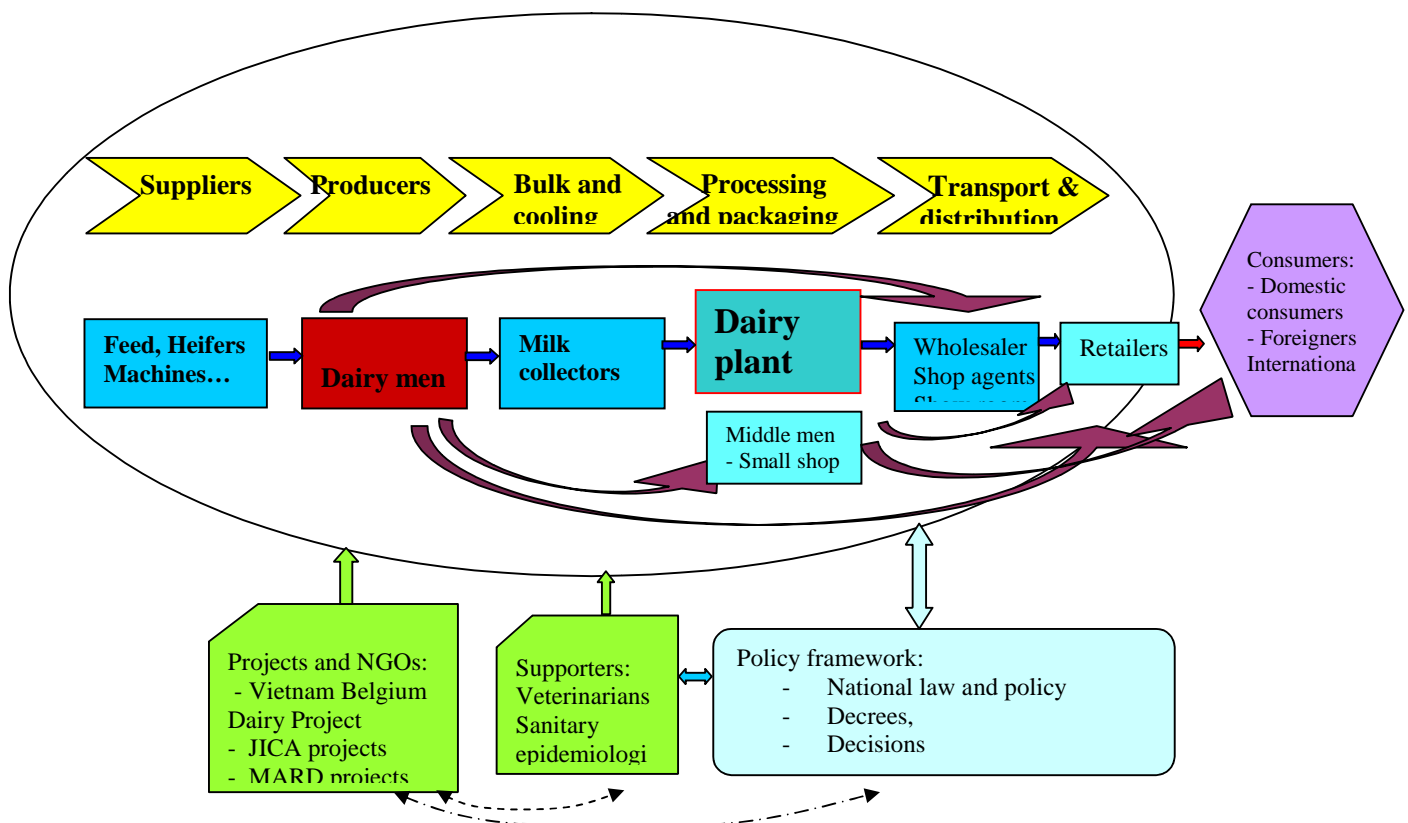 Suppliers
Producers
Bulk and
cooling
Processing
and packaging
Transport &
distribution
Feed, Heifers
Machines…
Dairy men
Milk
collectors
Dairy
plant
Wholesaler
Shop agents
Retailers
Consumers:
- Domestic
consumers
- Foreigners
Internationa
Middle men
- Small shop
Projects and NGOs:
- Vietnam Belgium
Dairy Project
- JICA projects
- MARD projects
Supporters:
Veterinarians
Sanitary
epidemiologi
Policy framework:
- National law and policy
- Decrees,
- Decisions